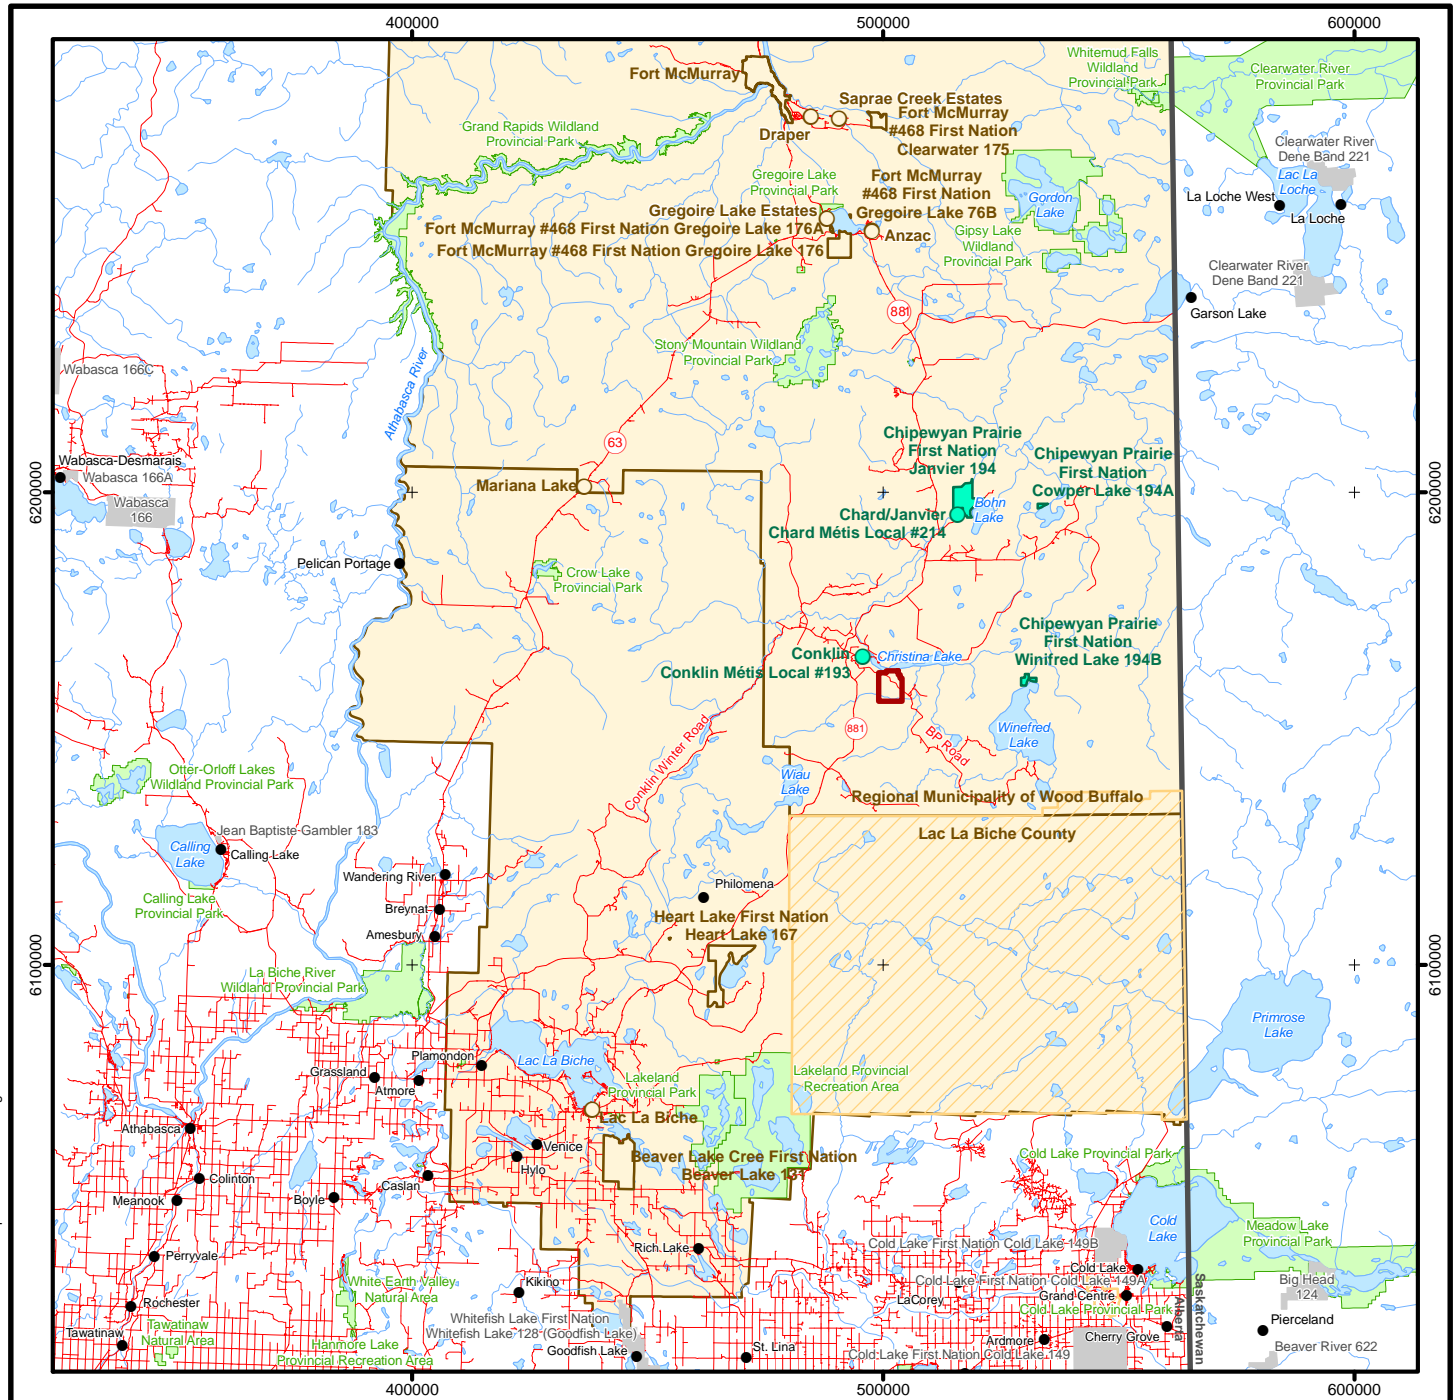 400000
500000
600000
Fort McMurray
Whitemud Falls
Wildland
Provincial Park
Clearwater River
Provincial Park
Saprae Creek Estates
Fort McMurray
#468 First Nation
Clearwater 175
Draper
Grand Rapids Wildland
Provincial Park
Clearwater River
Dene Band 221
Lac La
Loche
La Loche West
La Loche
Gregoire Lake
Provincial Park
Fort McMurray
#468 First Nation
Gregoire Lake 76B
Gordon
Lake
Gregoire Lake Estates
Fort McMurray #468 First Nation Gregoire Lake 176A
Anzac
Fort McMurray #468 First Nation Gregoire Lake 176
Gipsy Lake
Wildland
Provincial Park
Clearwater River
Dene Band 221
Garson Lake
881
Stony Mountain Wildland
Provincial Park
Athabasca River
Wabasca 166C
63
Chipewyan Prairie
First Nation
Janvier 194
Chipewyan Prairie
First Nation
Cowper Lake 194A
Wabasca-Desmarais
Wabasca 166A
Wabasca
166
6200000
6200000
Mariana Lake
Bohn
Lake
Chard/Janvier
Chard Métis Local #214
Pelican Portage
Crow Lake
Provincial Park
Chipewyan Prairie
First Nation
Winifred Lake 194B
Conklin
Conklin Métis Local #193
Christina Lake
881
BP Road
Winefred
Lake
Conklin Winter Road
Wiau
Lake
Otter-Orloff Lakes
Wildland Provincial Park
Regional Municipality of Wood Buffalo
Lac La Biche County
Jean Baptiste Gambler 183
Calling
Lake
Calling Lake
Calling Lake
Provincial Park
Wandering River
Breynat
Amesbury
Philomena
Heart Lake First Nation
Heart Lake 167
La Biche River
Wildland Provincial Park
6100000
6100000
Primrose
Lake
Plamondon
Lac La Biche
Grassland
Atmore
Lakeland
Provincial Park
Lakeland Provincial
Recreation Area
Lac La Biche
Athabasca
Venice
Hylo
Beaver Lake Cree First Nation
Beaver Lake 131
Cold Lake Provincial Park
Colinton
Meanook
Boyle
Caslan
Cold
Lake
Meadow Lake
Provincial Park
Perryvale
Rich Lake
Cold Lake First Nation Cold Lake 149B
Cold Lake
White Earth Valley
Natural Area
Kikino
Cold Lake First Nation Cold Lake 149A
Grand Centre
LaCorey
Big Head
124
Rochester
Whitefish Lake First Nation
Whitefish Lake 128 (Goodfish Lake)
Cold Lake Provincial Park
Alberta
Saskatchewan
Tawatinaw
Tawatinaw
Natural Area
Hanmore Lake
Provincial Recreation Area
Goodfish Lake
St. Lina
Ardmore
Cherry Grove
Cold Lake First Nation Cold Lake 149
Pierceland
Beaver River 622
400000
500000
600000